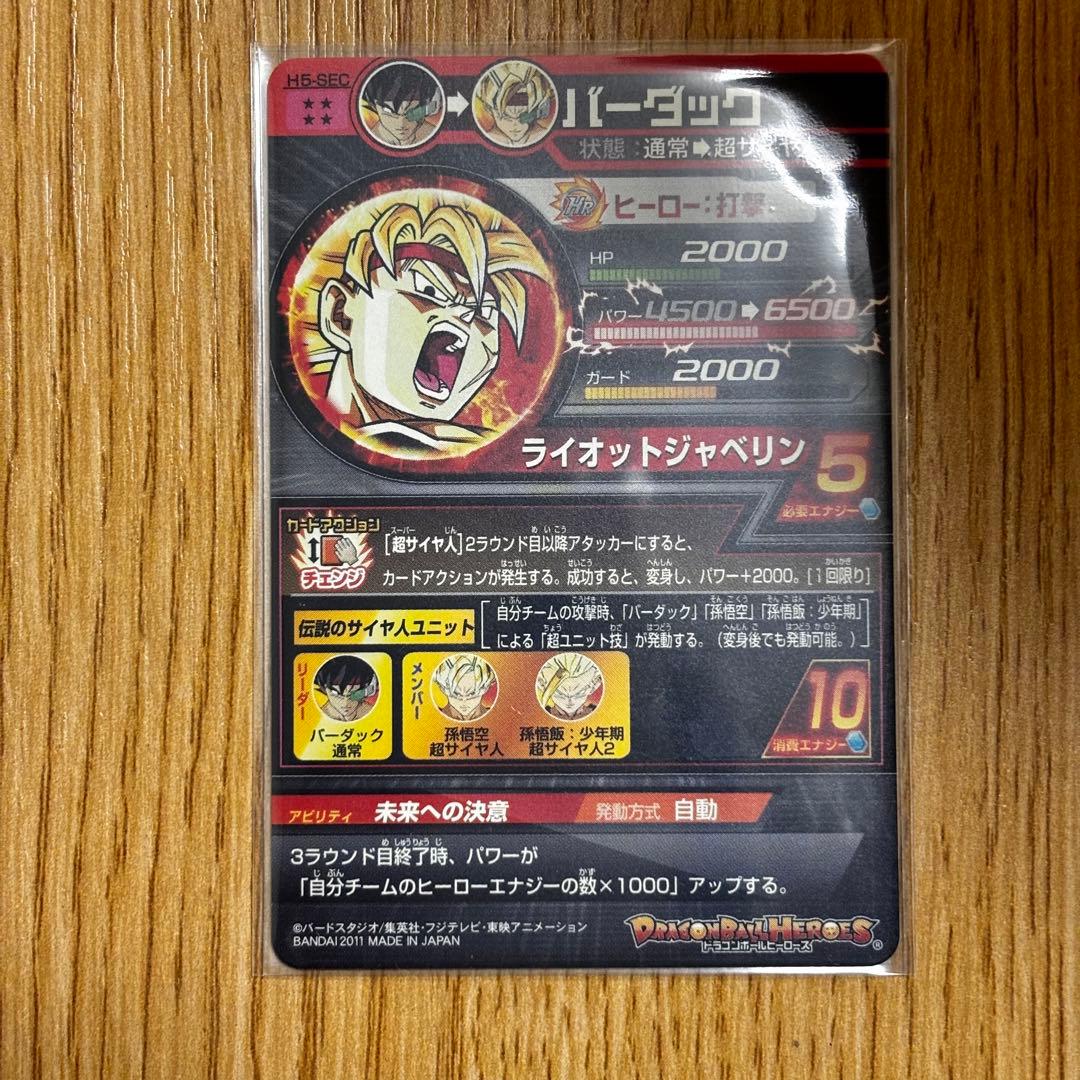 H5-SEC
バーダック
状態:通常➡超サイヤ
HR ヒーロー:打撃
HP 2000
パワー 4500➡6500
ガード 2000
ライオットジャベリン 5
必要エナジー
カードアクション
チェンジ
[超サイヤ人]2ラウンド目以降アタッカーにすると、
カードアクションが発生する。成功すると、変身し、パワー+2000。[1回限り]
伝説のサイヤ人ユニット
自分チームの攻撃時、「バーダック」「孫悟空」「孫悟飯:少年期」
による「超ユニット技」が発動する。(変身後でも発動可能。)
リーダー
バーダック
通常
メンバー
孫悟空
超サイヤ人
孫悟飯:少年期
超サイヤ人2
10
消費エナジー
アビリティ 未来への決意 発動方式 自動
3ラウンド目終了時、パワーが
「自分チームのヒーローエナジーの数×1000」アップする。
©バードスタジオ/集英社・フジテレビ・東映アニメーション
BANDAI 2011 MADE IN JAPAN
DRAGONBALL HEROES
ドラゴンボールヒーローズ ®